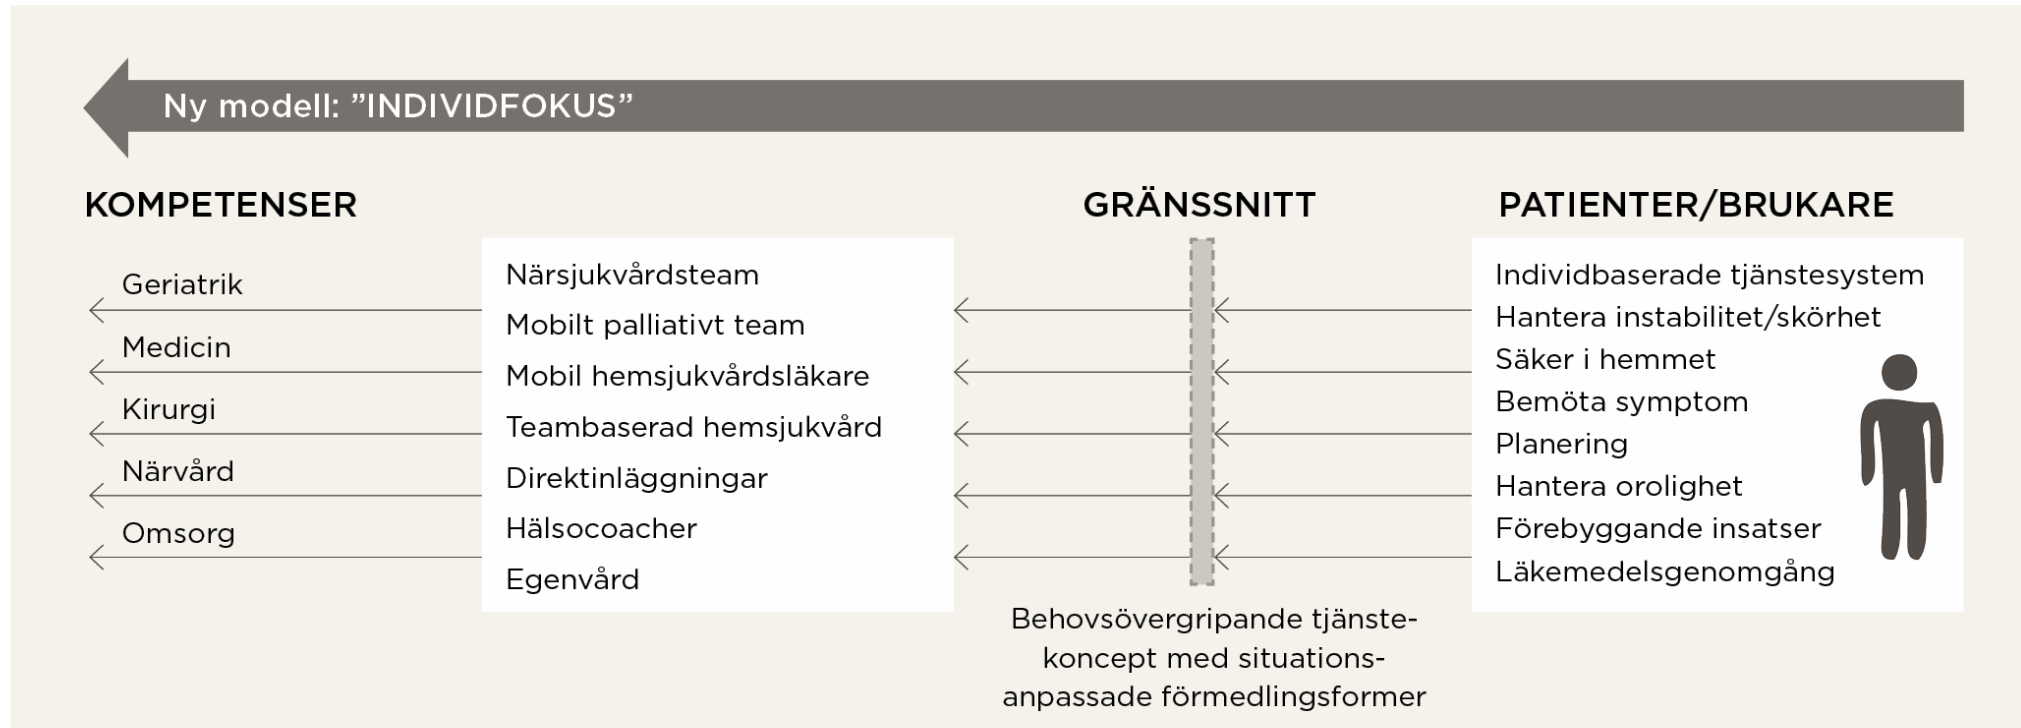 Ny modell: ”INDIVIDFOKUS”
KOMPETENSER
Geriatrik
Medicin
Kirurgi
Närvård
Omsorg
Närsjukvårdsteam
Mobilt palliativt team
Mobil hemsjukvårdsläkare
Teambaserad hemsjukvård
Direktinläggningar
Hälsocoacher
Egenvård
GRÄNSSNITT
Behovsövergripande tjänste-
koncept med situations-
anpassade förmedlingsformer
PATIENTER/BRUKARE
Individbaserade tjänstesystem
Hantera instabilitet/skörhet
Säker i hemmet
Bemöta symptom
Planering
Hantera orolighet
Förebyggande insatser
Läkemedelsgenomgång